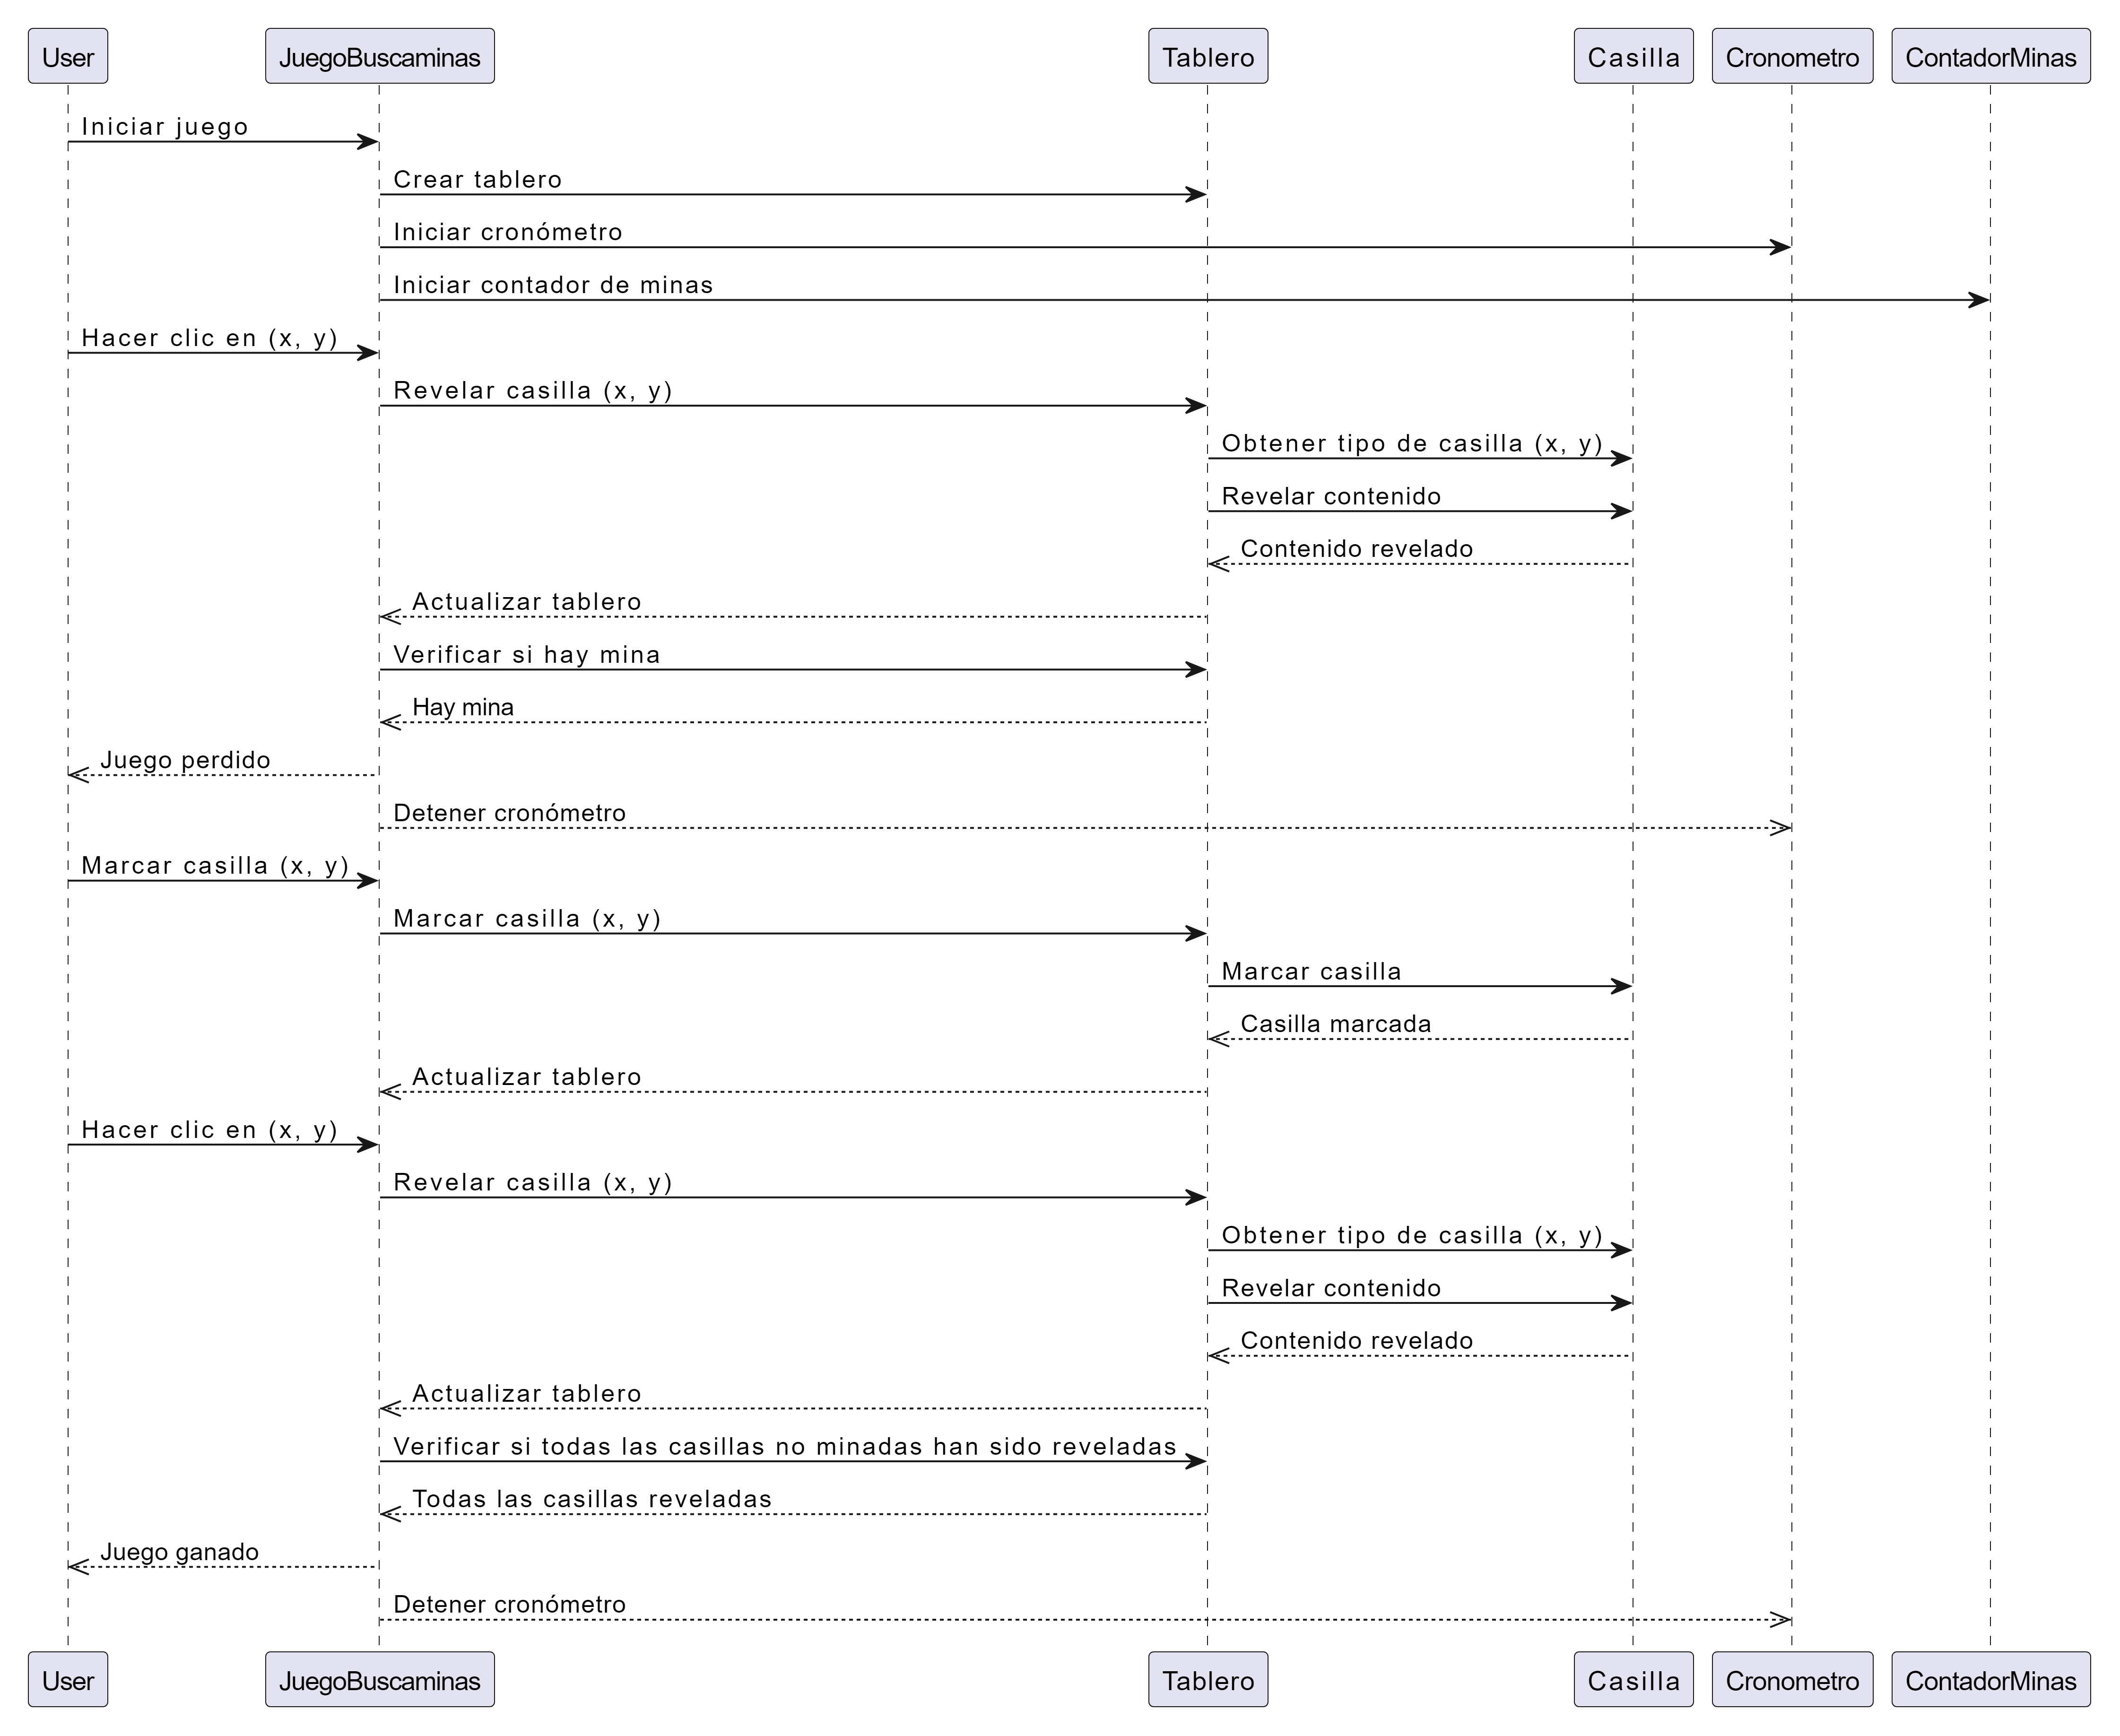 User JuegoBuscaminas Tablero Casilla Cronometro ContadorMinas
Iniciar juego
Crear tablero
Iniciar cronómetro
Iniciar contador de minas
Hacer clic en (x, y)
Revelar casilla (x, y)
Obtener tipo de casilla (x, y)
Revelar contenido
Contenido revelado
Actualizar tablero
Verificar si hay mina
Hay mina
Juego perdido
Detener cronómetro
Marcar casilla (x, y)
Marcar casilla (x, y)
Marcar casilla
Casilla marcada
Actualizar tablero
Hacer clic en (x, y)
Revelar casilla (x, y)
Obtener tipo de casilla (x, y)
Revelar contenido
Contenido revelado
Actualizar tablero
Verificar si todas las casillas no minadas han sido reveladas
Todas las casillas reveladas
Juego ganado
Detener cronómetro
User JuegoBuscaminas Tablero Casilla Cronometro ContadorMinas